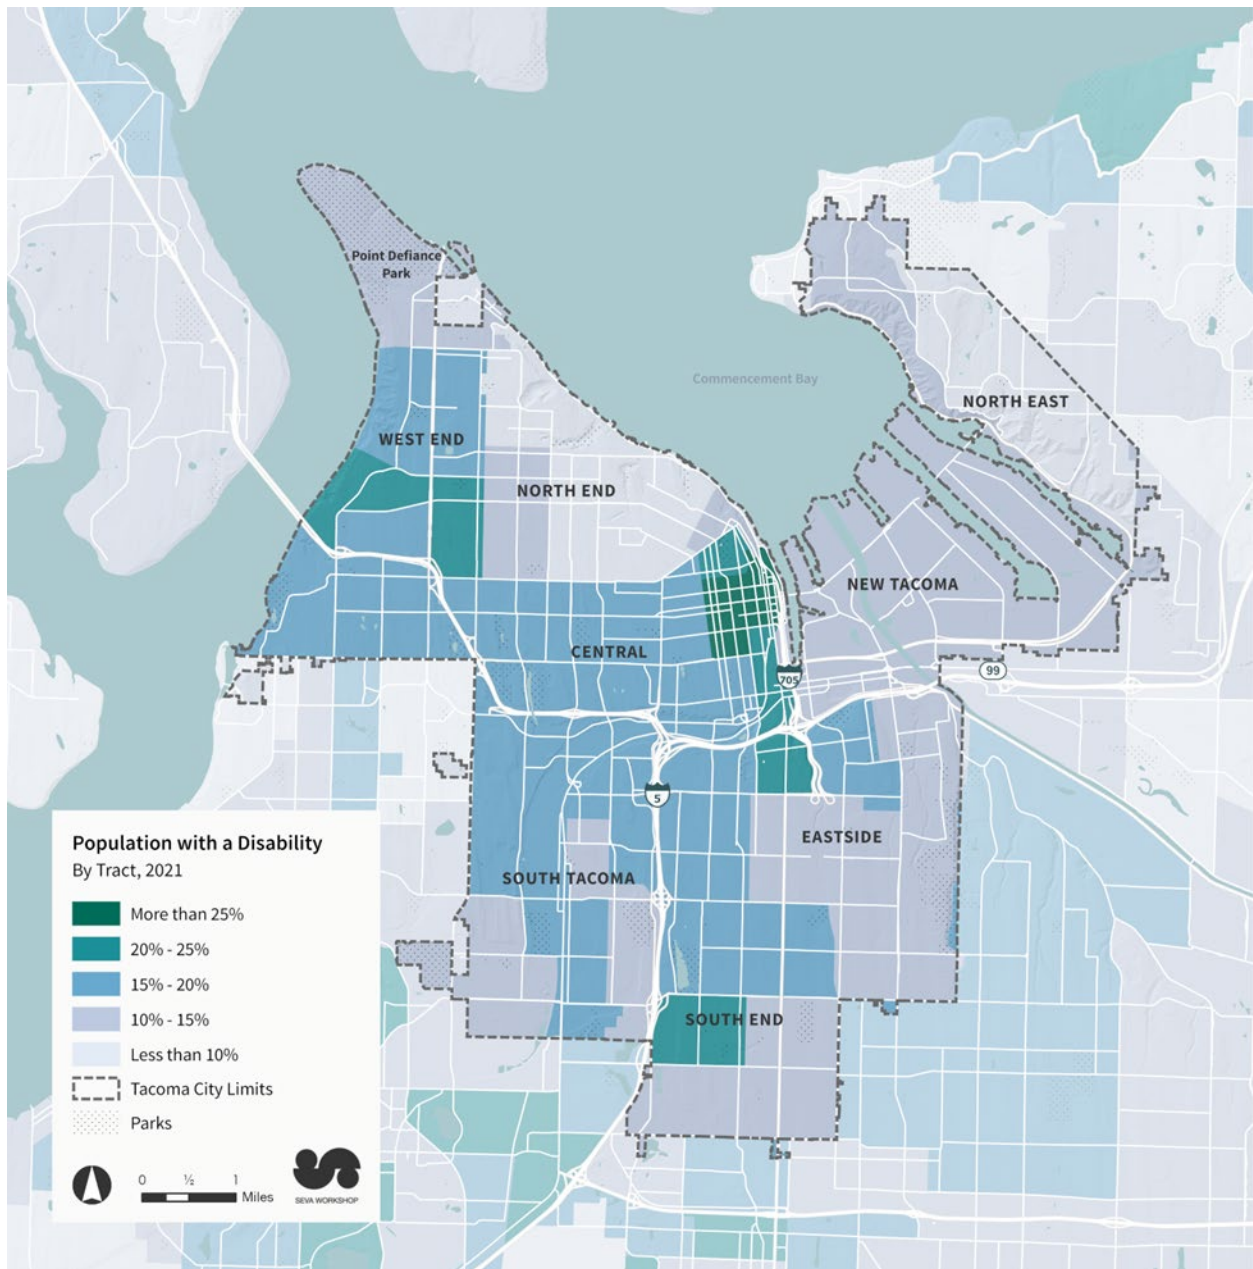 Point Defiance
Park
Commencement Bay
NORTH EAST
WEST END
NORTH END
NEW TACOMA
CENTRAL
99
705
5
EASTSIDE
SOUTH TACOMA
SOUTH END
Population with a Disability
By Tract, 2021
More than 25%
20% - 25%
15% - 20%
10% - 15%
Less than 10%
Tacoma City Limits
Parks
0 ½ 1
Miles
SEVA WORKSHOP